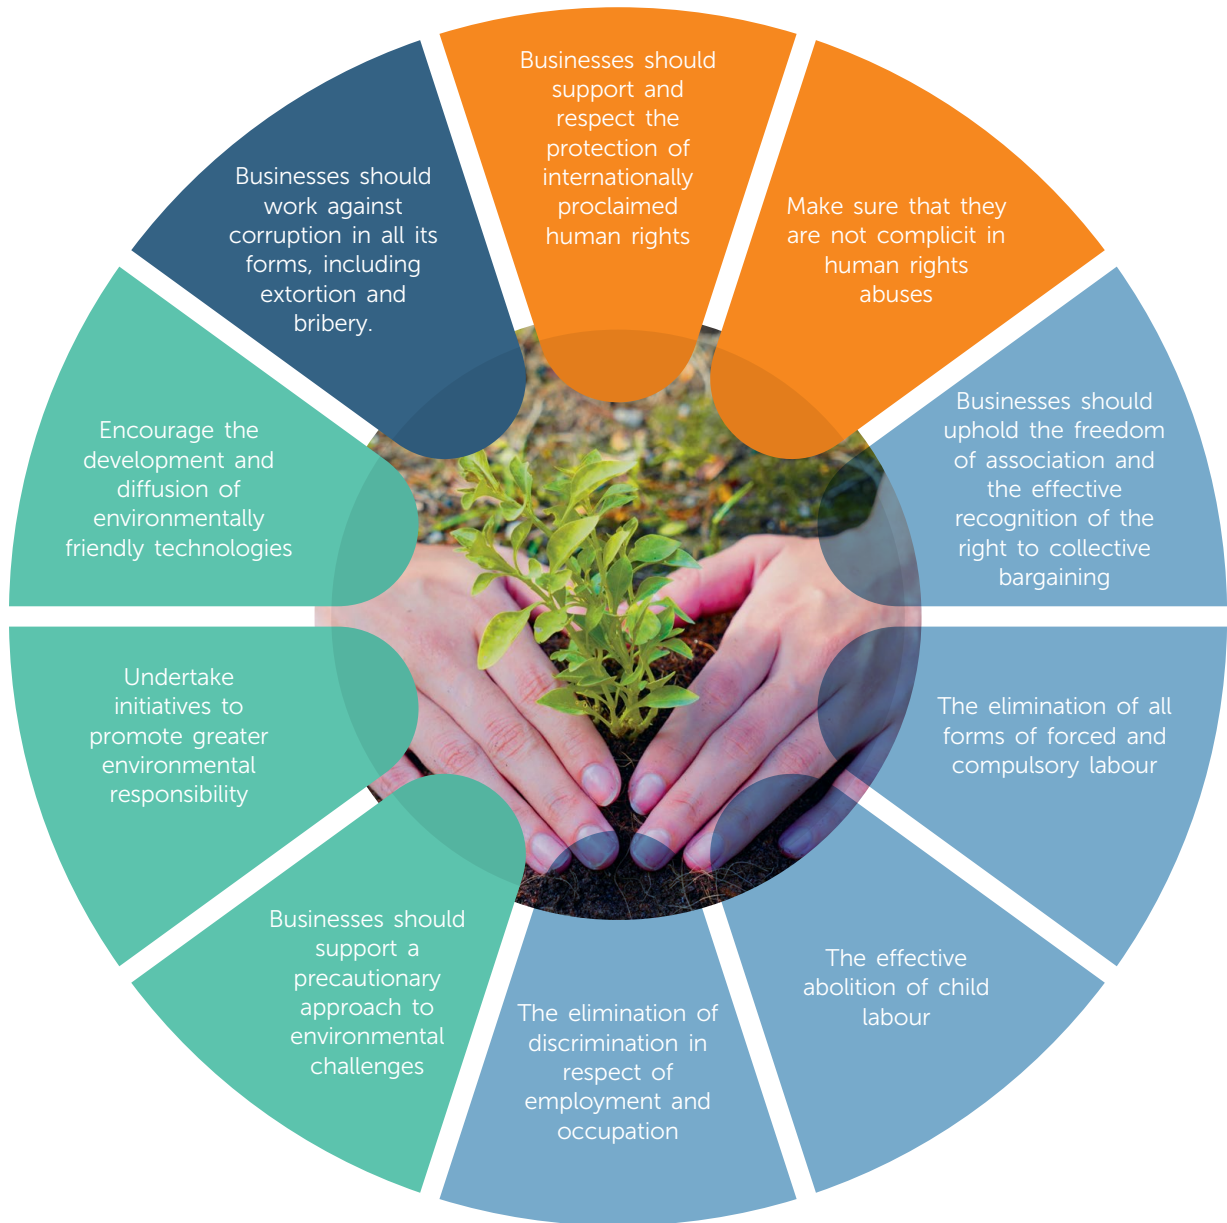 Businesses should
support and
respect the
protection of
internationally
proclaimed
human rights
Make sure that they
are not complicit in
human rights
abuses
Businesses should
uphold the freedom
of association and
the effective
recognition of the
right to collective
bargaining
The elimination of all
forms of forced and
compulsory labour
The effective
abolition of child
labour
The elimination of
discrimination in
respect of
employment and
occupation
Businesses should
support a
precautionary
approach to
environmental
challenges
Undertake
initiatives to
promote greater
environmental
responsibility
Encourage the
development and
diffusion of
environmentally
friendly technologies
Businesses should
work against
corruption in all its
forms, including
extortion and
bribery.